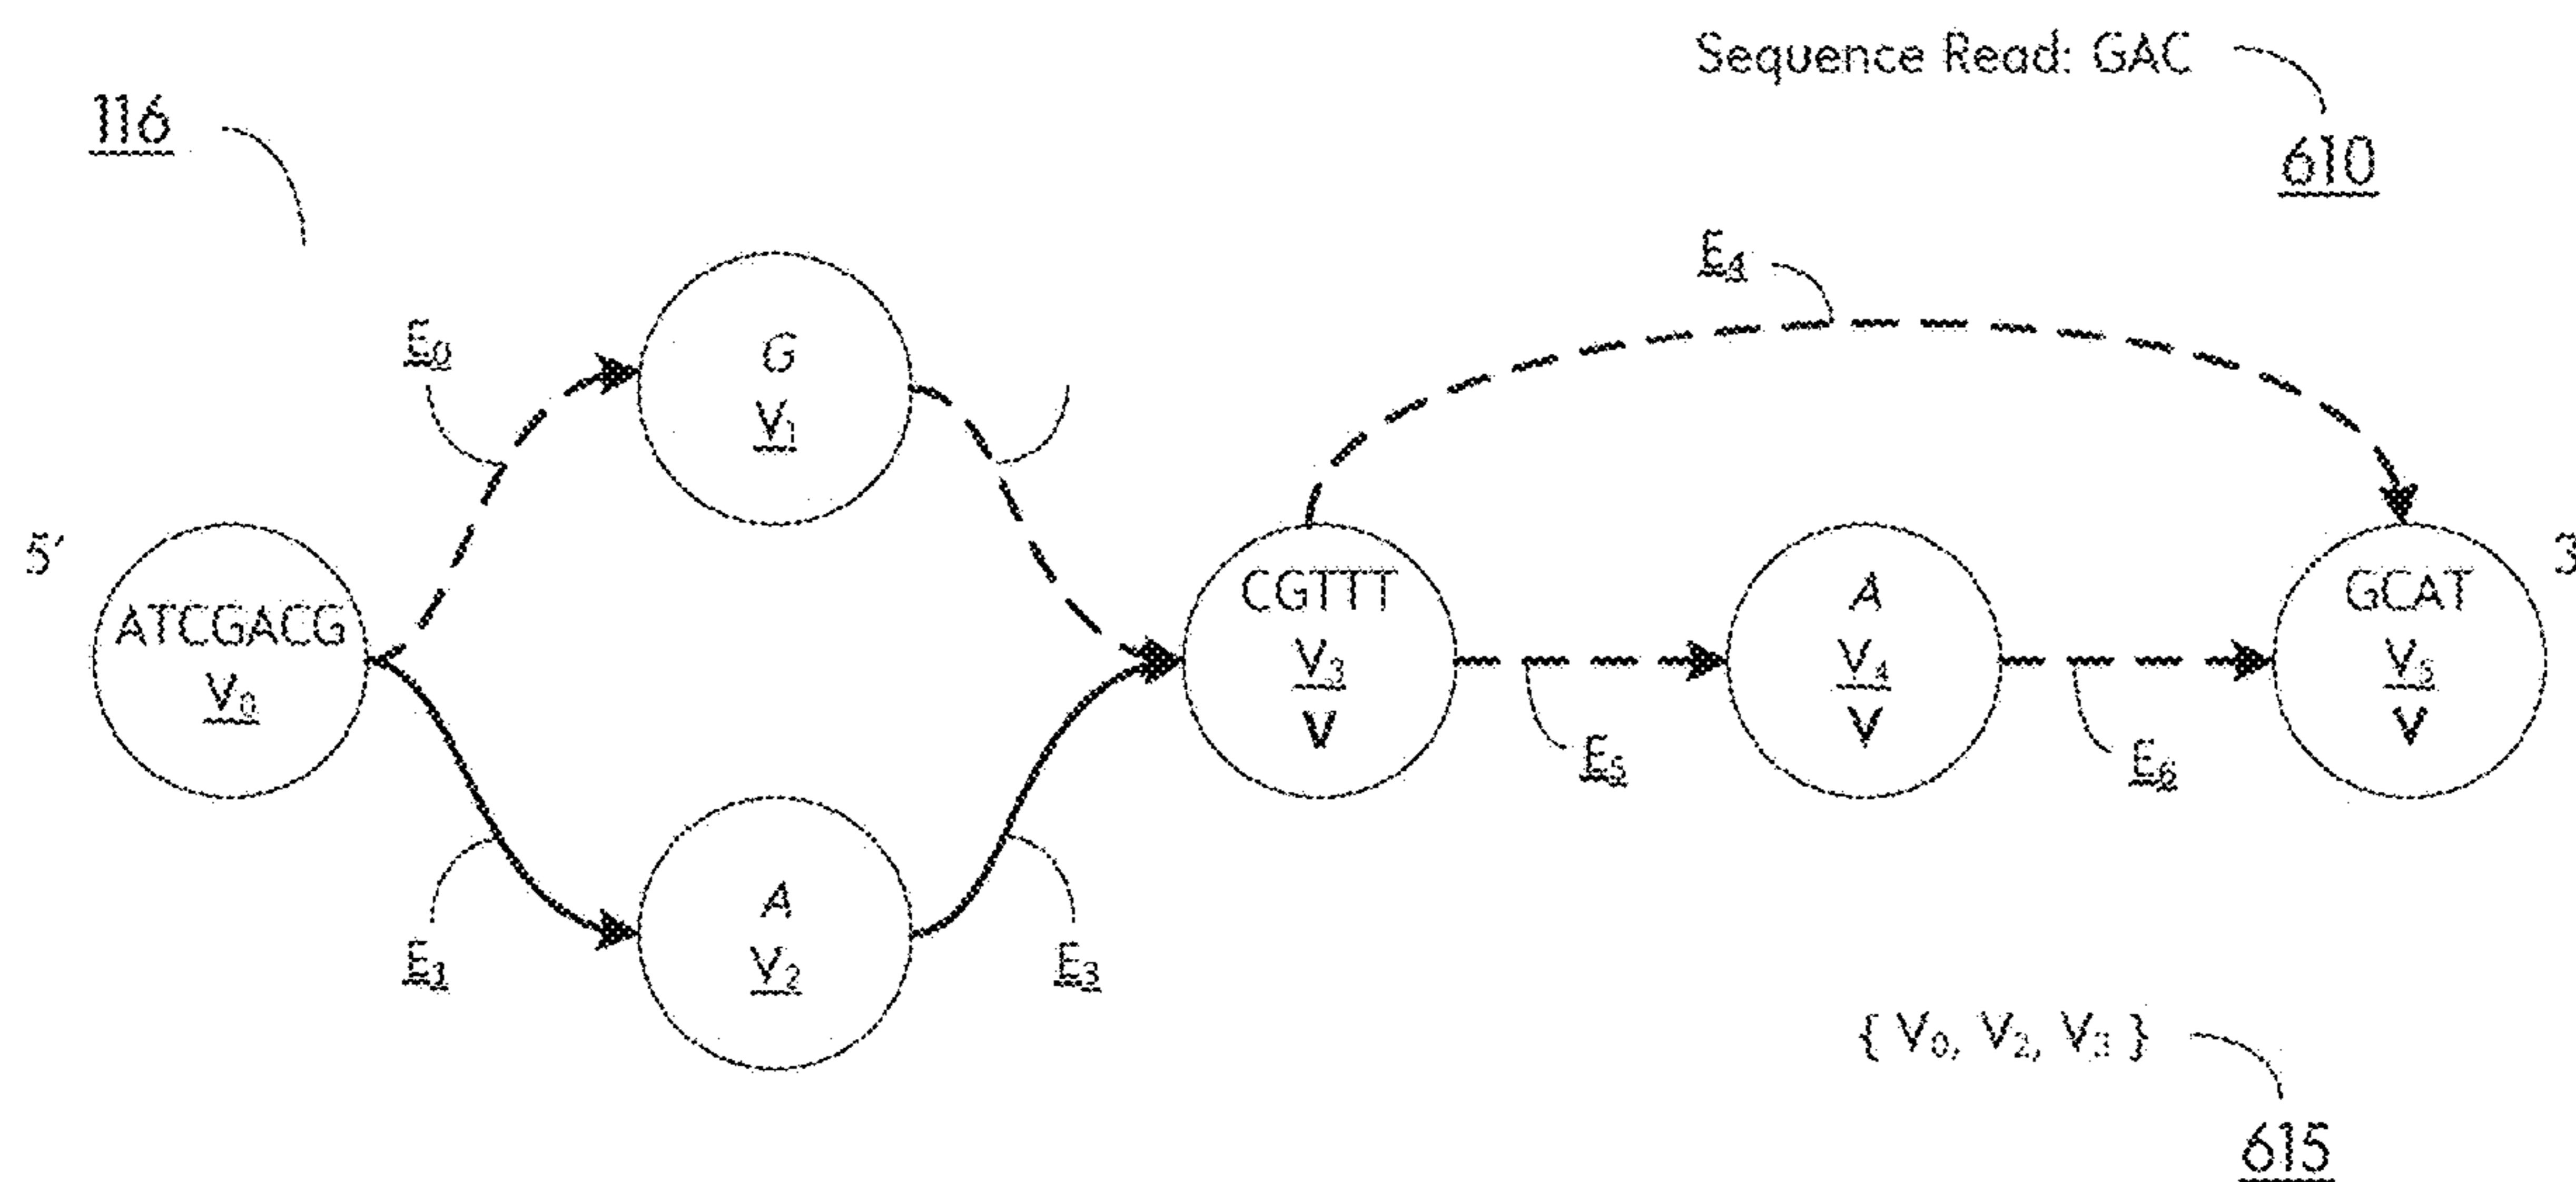 Sequence Read: GAC
610
116
E₄
E₀
G
V₁
5'
3
ATCGACG
V₀
CGTTT
V₃
V
A
V₄
V
GCAT
V₅
V
E₅
E₆
A
V₂
E₁
E₃
{ V₀, V₂, V₃ }
615